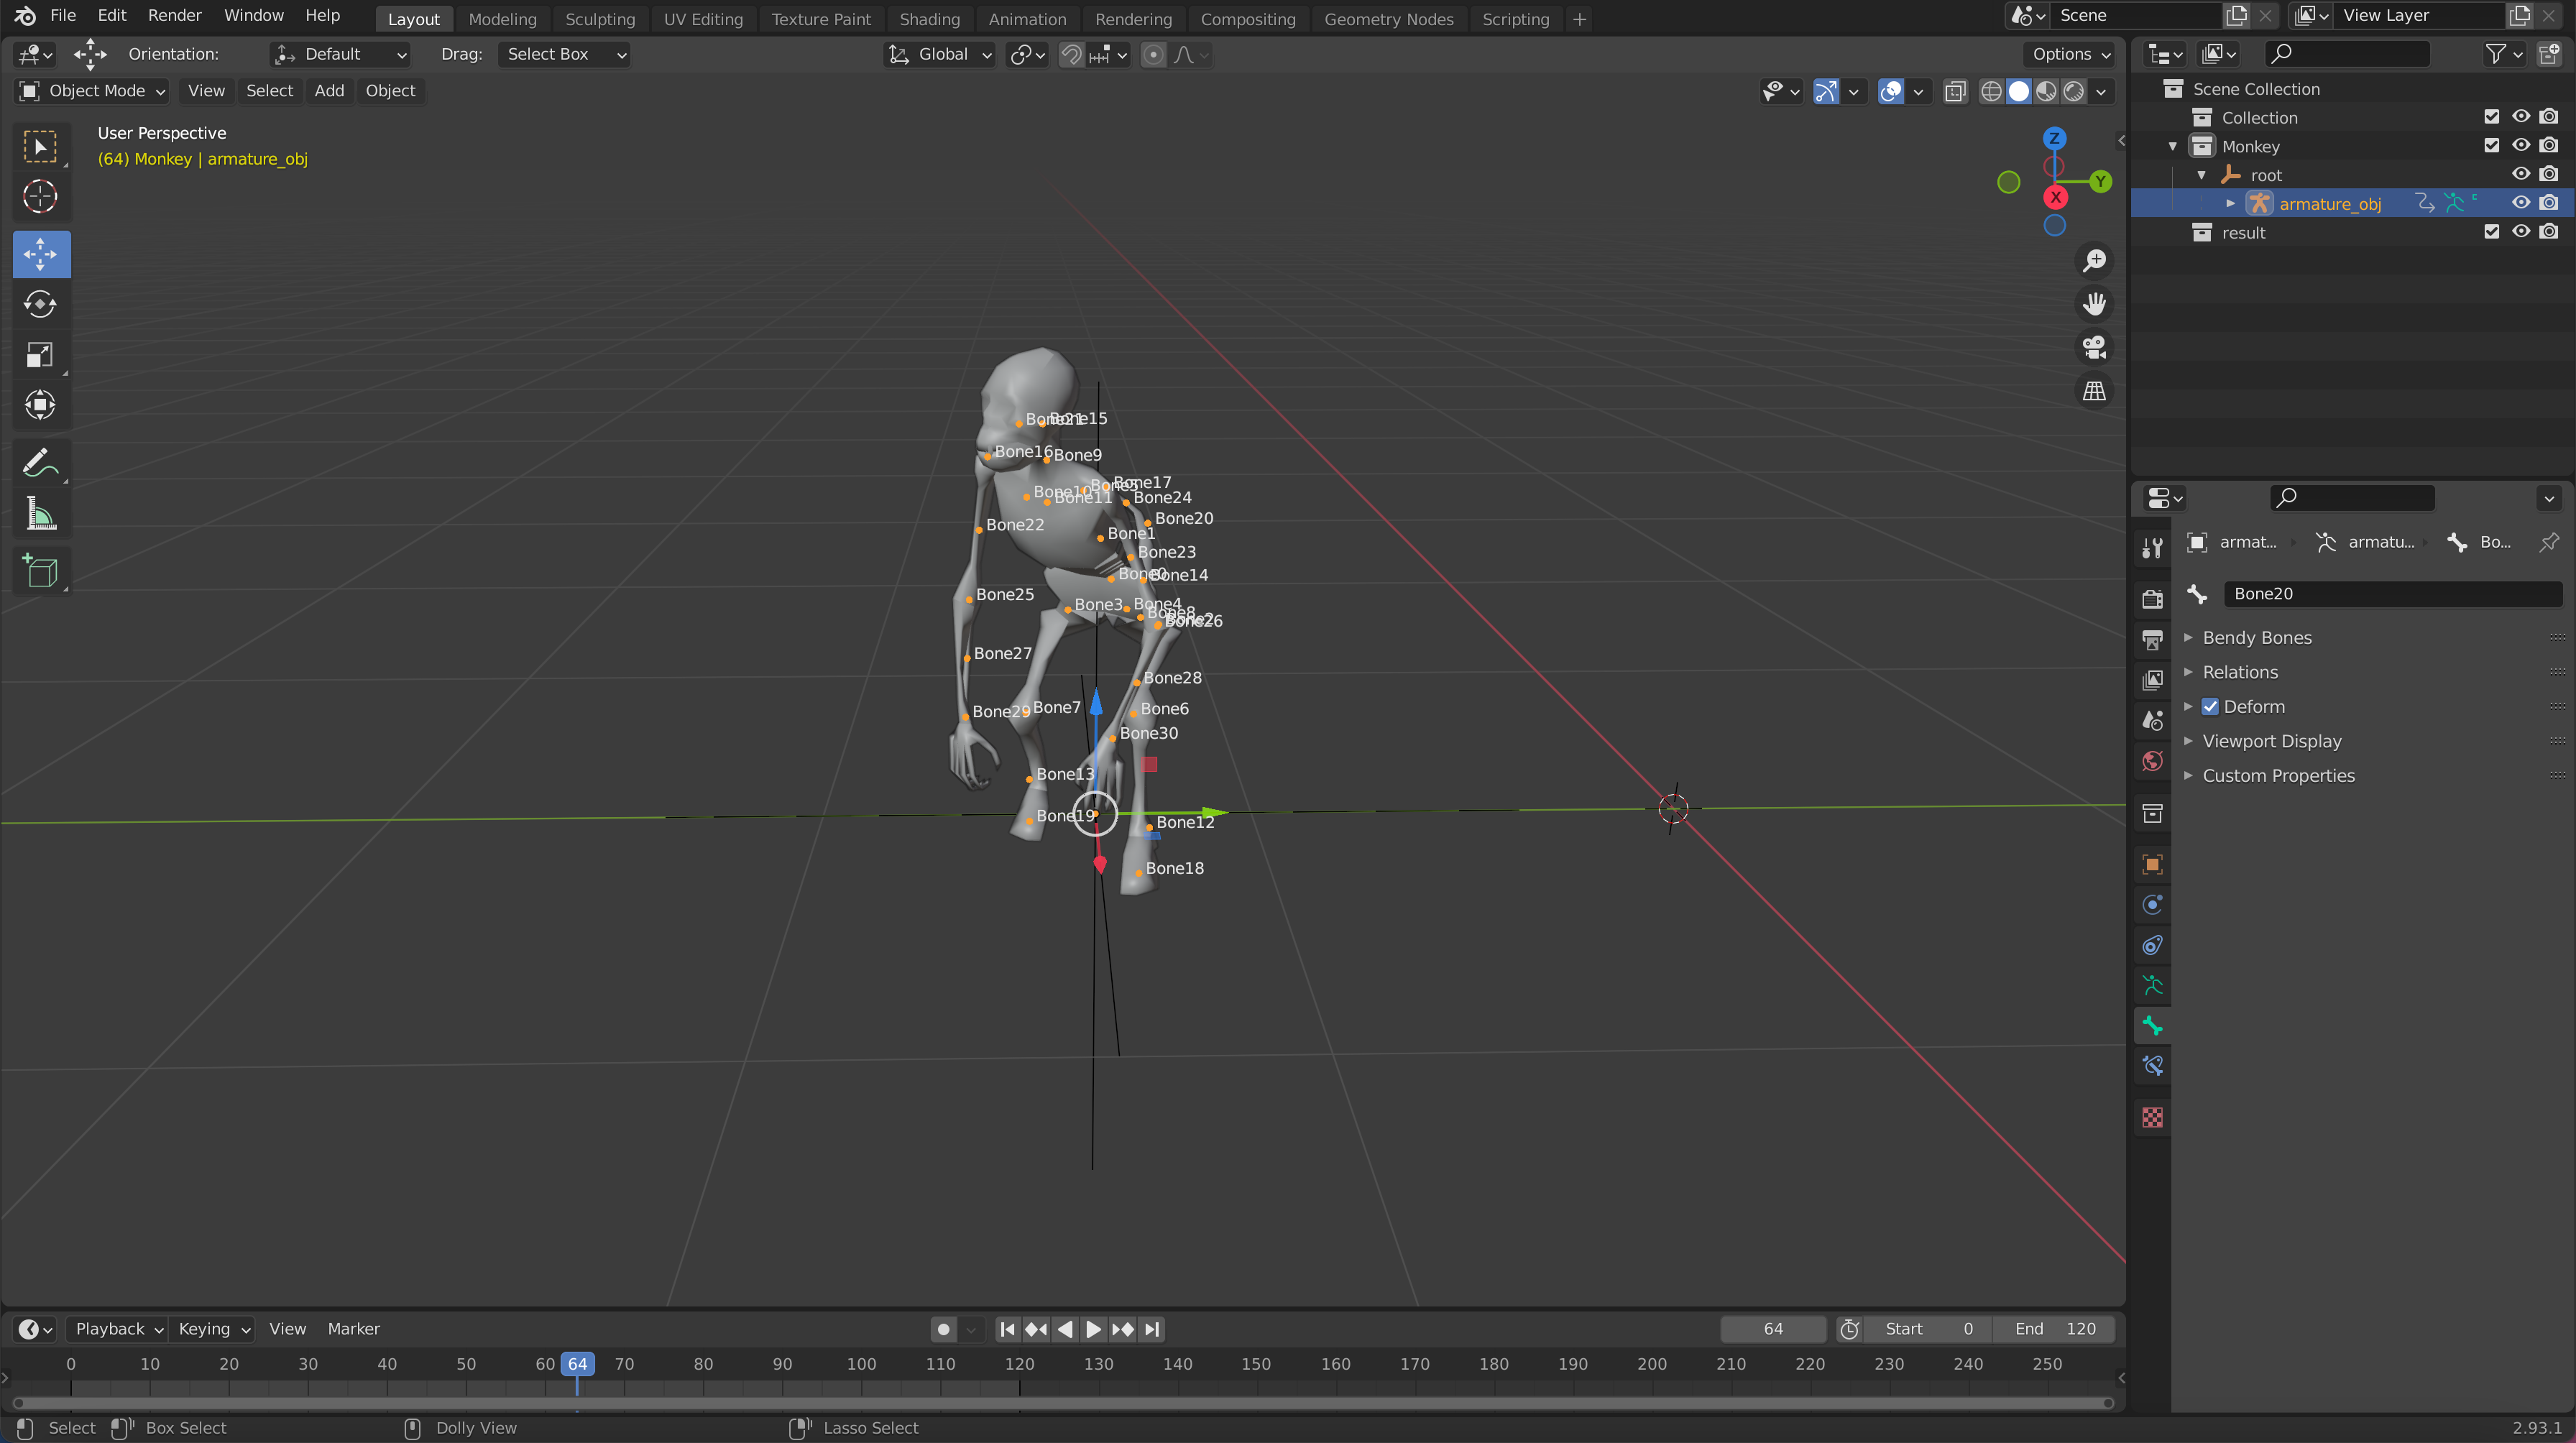 File Edit Render Window Help Layout Modeling Sculpting UV Editing Texture Paint Shading Animation Rendering Compositing Geometry Nodes Scripting + Scene View Layer
Orientation: Default Drag: Select Box Global Options
Object Mode View Select Add Object
User Perspective
(64) Monkey | armature_obj
Z
Y
X
Bone15
Bone16
Bone9
Bone17
Bone11
Bone24
Bone20
Bone22
Bone1
Bone23
Bone14
Bone25
Bone3
Bone4
Bone26
Bone27
Bone28
Bone29
Bone7
Bone6
Bone30
Bone13
Bone19
Bone12
Bone18
Scene Collection
Collection
Monkey
root
armature_obj
result
armat... armatu... Bo...
Bone20
Bendy Bones
Relations
Deform
Viewport Display
Custom Properties
Playback Keying View Marker 64 Start 0 End 120
0 10 20 30 40 50 60 64 70 80 90 100 110 120 130 140 150 160 170 180 190 200 210 220 230 240 250
Select Box Select Dolly View Lasso Select 2.93.1